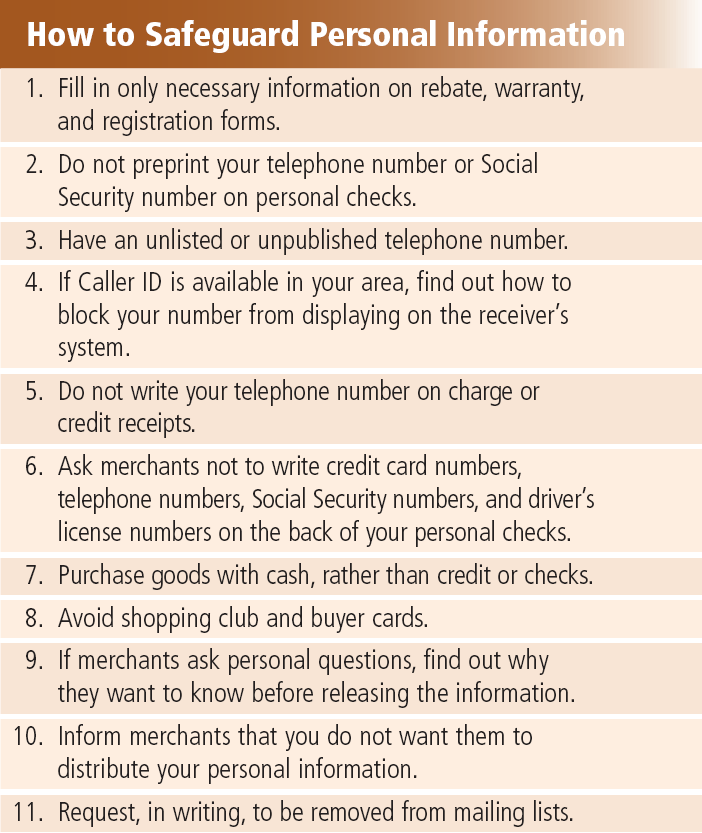 How to Safeguard Personal Information
1. Fill in only necessary information on rebate, warranty,
and registration forms.
2. Do not preprint your telephone number or Social
Security number on personal checks.
3. Have an unlisted or unpublished telephone number.
4. If Caller ID is available in your area, find out how to
block your number from displaying on the receiver’s
system.
5. Do not write your telephone number on charge or
credit receipts.
6. Ask merchants not to write credit card numbers,
telephone numbers, Social Security numbers, and driver’s
license numbers on the back of your personal checks.
7. Purchase goods with cash, rather than credit or checks.
8. Avoid shopping club and buyer cards.
9. If merchants ask personal questions, find out why
they want to know before releasing the information.
10. Inform merchants that you do not want them to
distribute your personal information.
11. Request, in writing, to be removed from mailing lists.